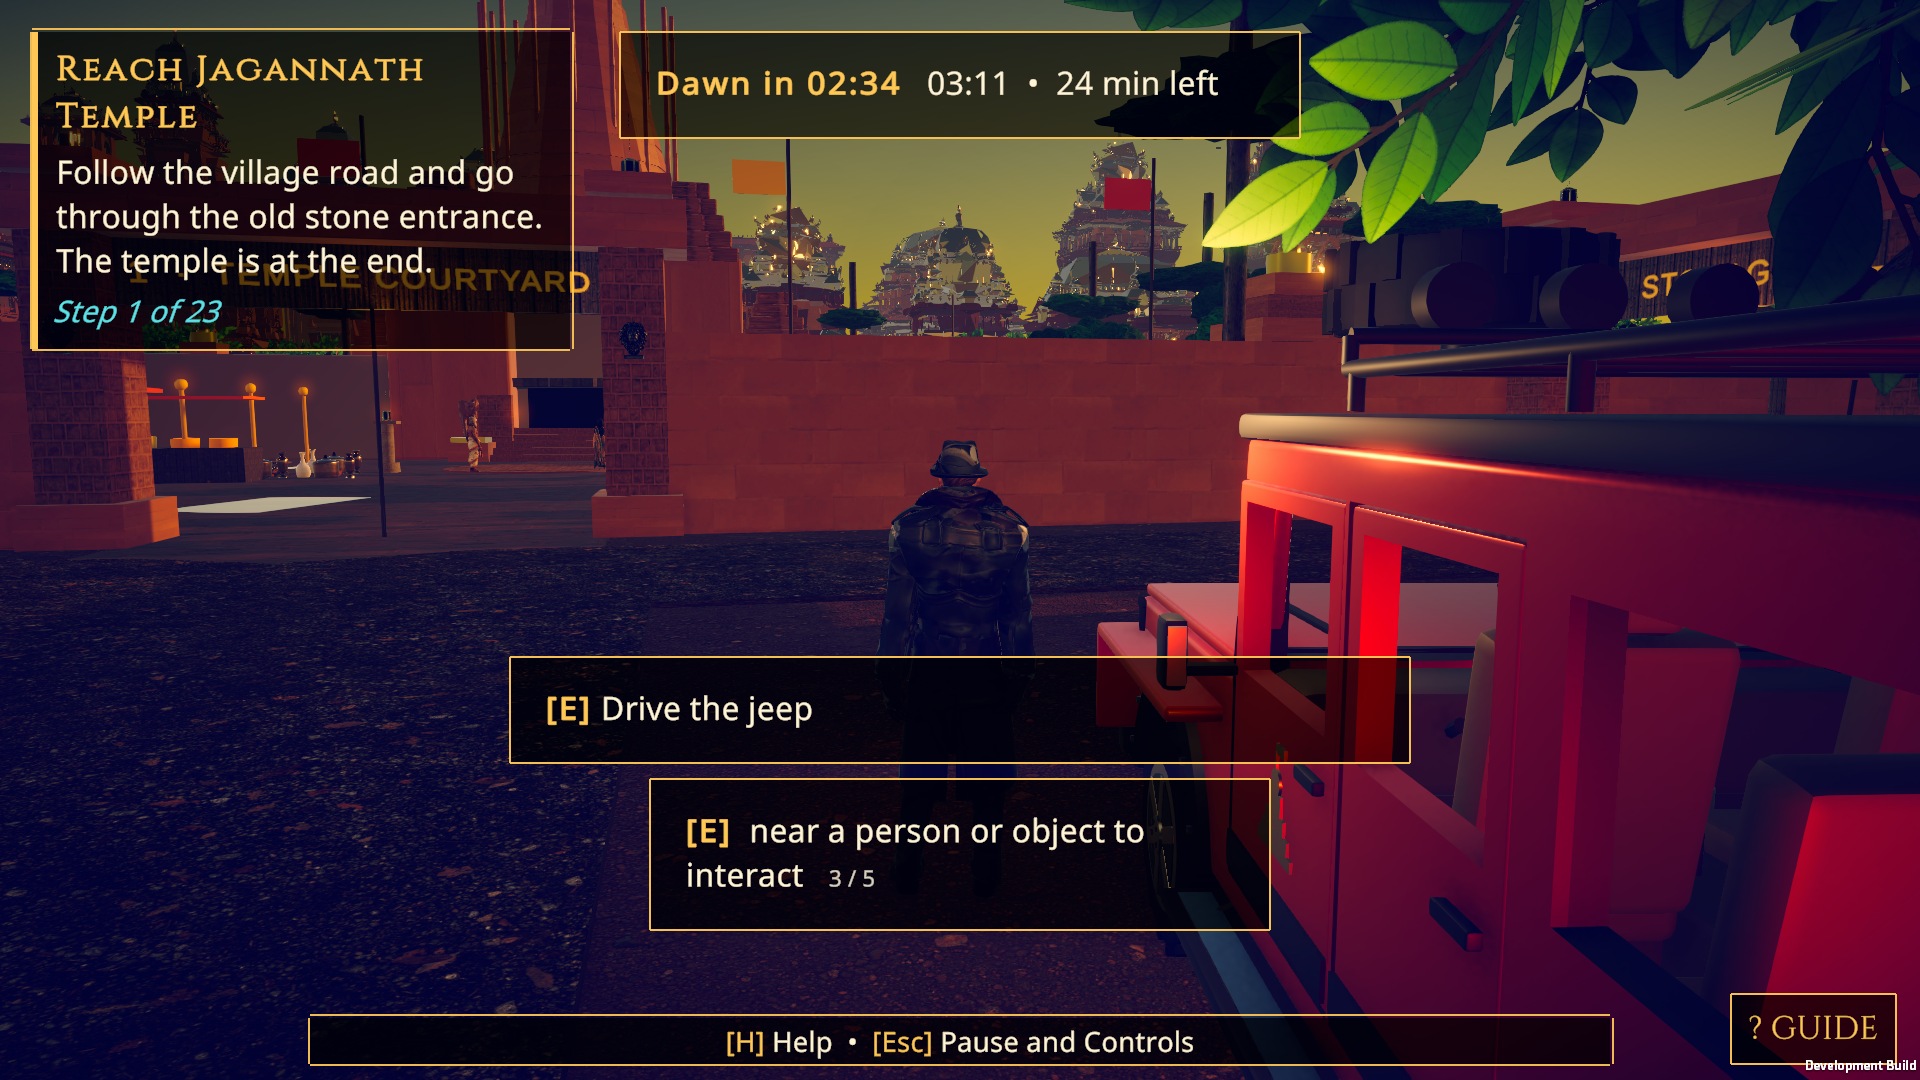 REACH JAGANNATH
TEMPLE
Follow the village road and go
through the old stone entrance.
The temple is at the end.
Step 1 of 23
TEMPLE COURTYARD
Dawn in 02:34 03:11 • 24 min left
[E] Drive the jeep
[E] near a person or object to
interact 3 / 5
[H] Help • [Esc] Pause and Controls
? GUIDE
Development Build